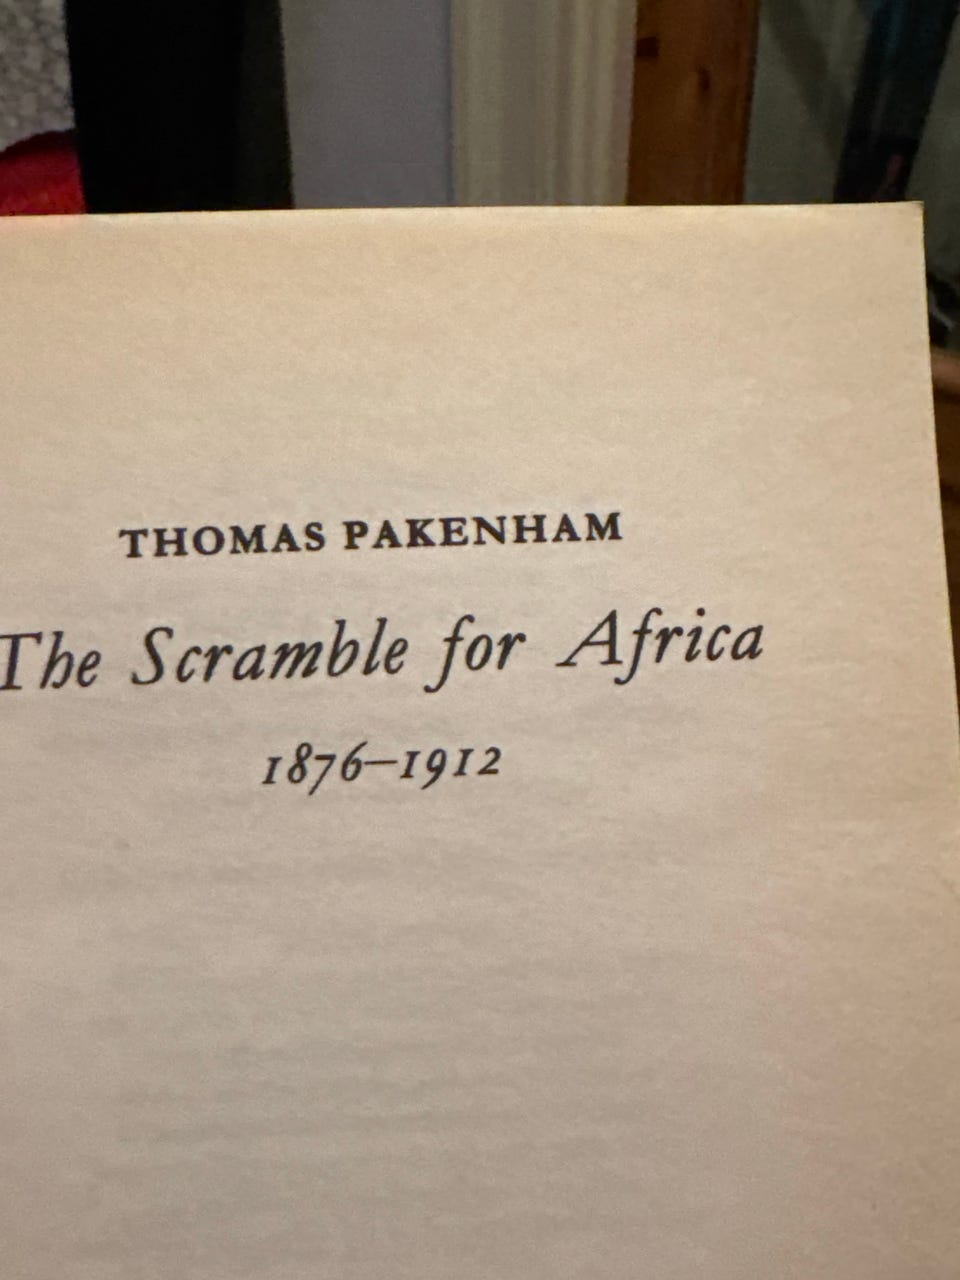 THOMAS PAKENHAM
The Scramble for Africa
1876–1912